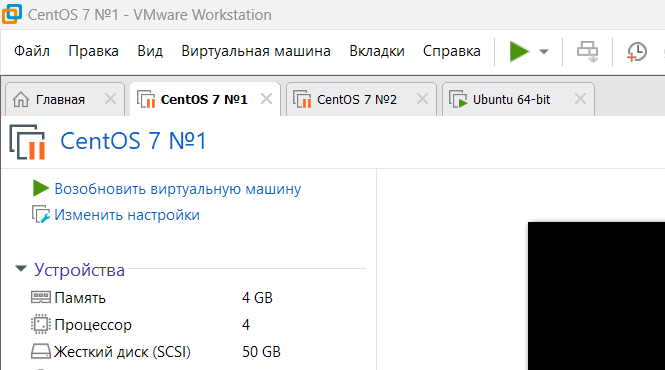 CentOS 7 №1 - VMware Workstation
Файл Правка Вид Виртуальная машина Вкладки Справка
Главная CentOS 7 №1 CentOS 7 №2 Ubuntu 64-bit
CentOS 7 №1
Возобновить виртуальную машину
Изменить настройки
Устройства
Память 4 GB
Процессор 4
Жесткий диск (SCSI) 50 GB